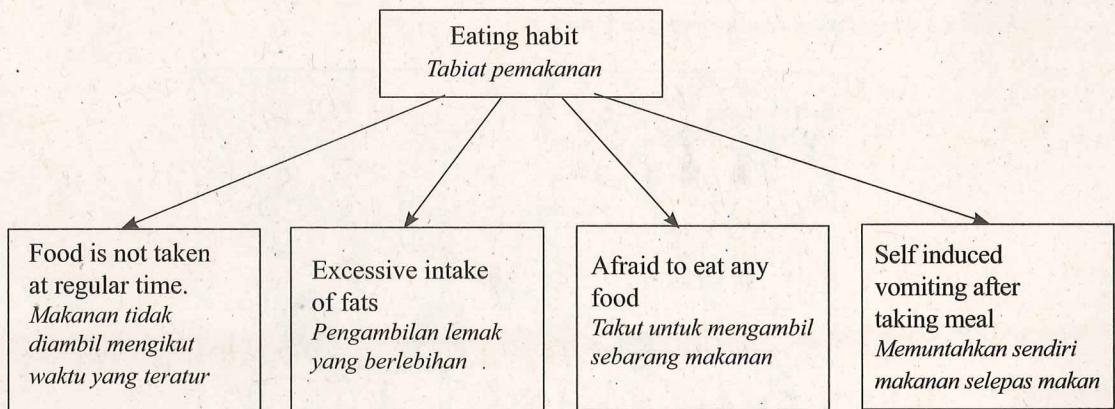 Eating habit
Tabiat pemakanan
Food is not taken
at regular time.
Makanan tidak
diambil mengikut
waktu yang teratur
Excessive intake
of fats
Pengambilan lemak
yang berlebihan
Afraid to eat any
food
Takut untuk mengambil
sebarang makanan
Self induced
vomiting after
taking meal
Memuntahkan sendiri
makanan selepas makan